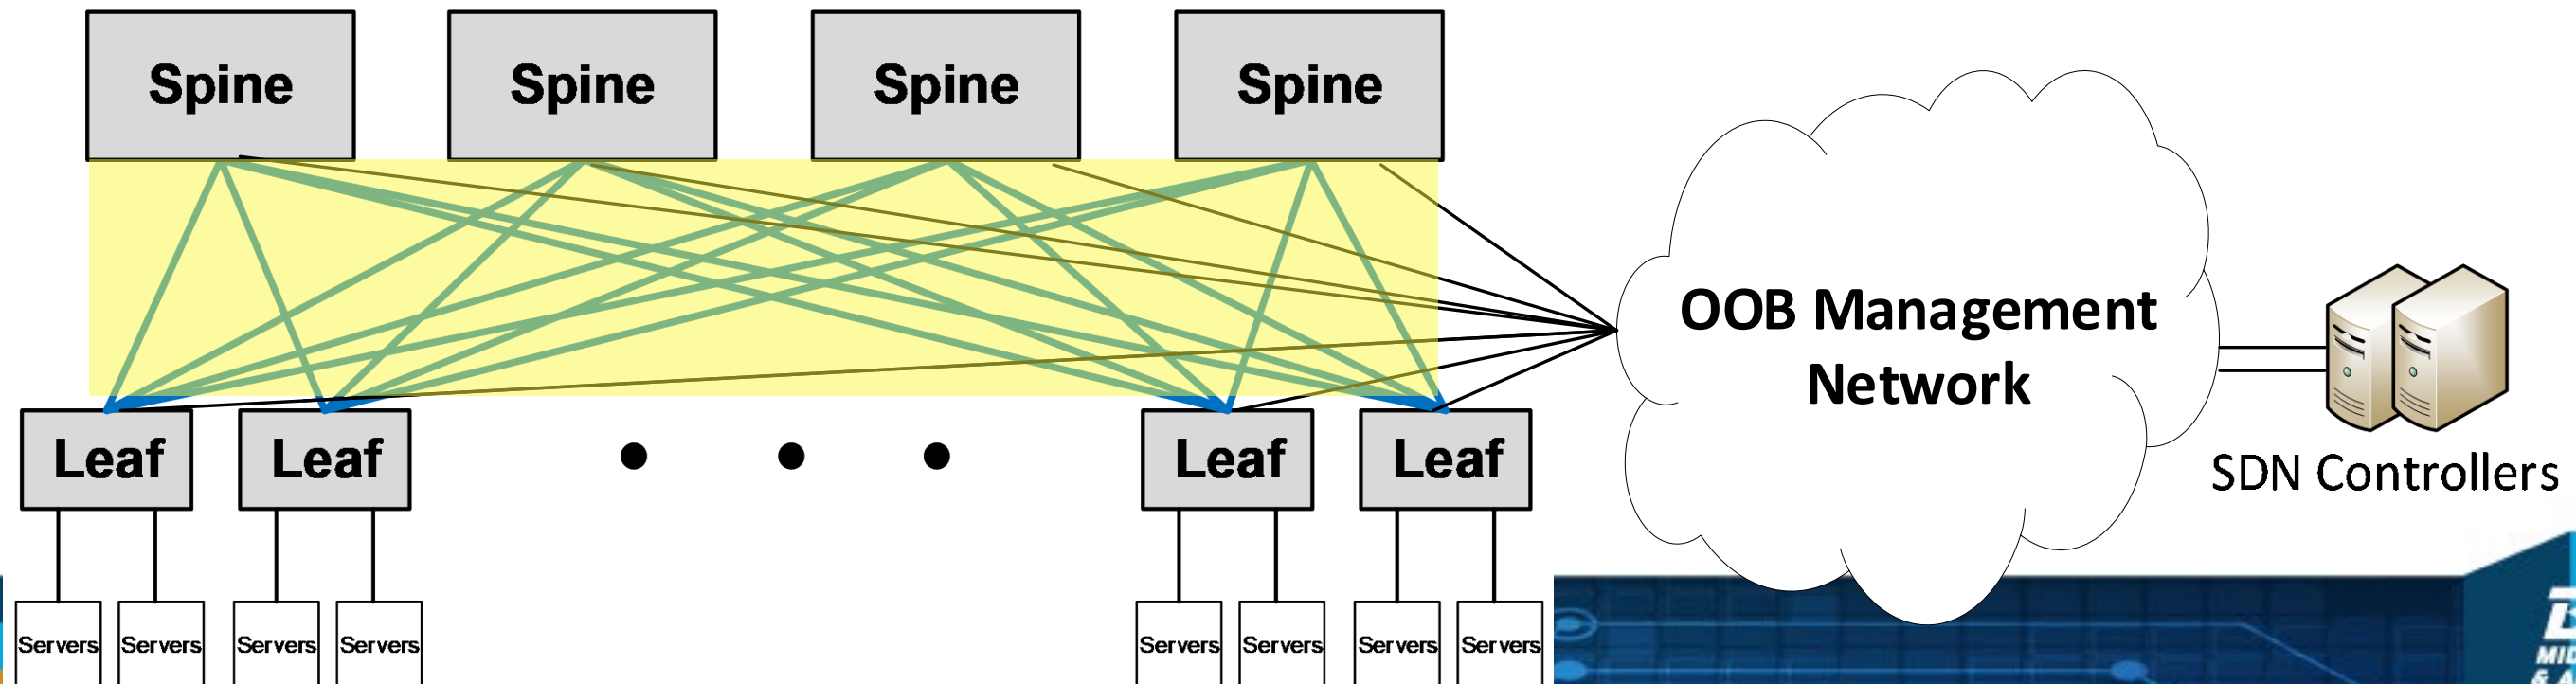 Spine Spine Spine Spine
OOB Management
Network
Leaf Leaf Leaf Leaf
SDN Controllers
Servers Servers Servers Servers Servers Servers Servers Servers